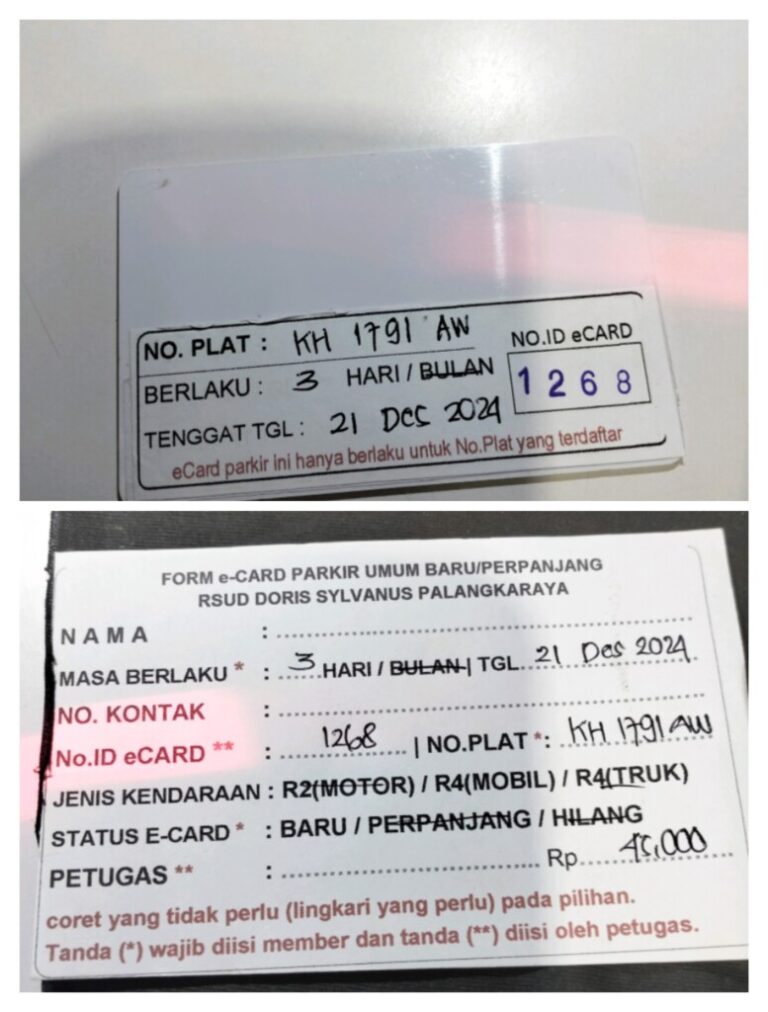 NO. PLAT : KH 1791 AW
BERLAKU : 3 HARI / BULAN
TENGGAT TGL : 21 Des 2024
NO.ID eCARD
1268
eCard parkir ini hanya berlaku untuk No.Plat yang terdaftar
FORM e-CARD PARKIR UMUM BARU/PERPANJANG
RSUD DORIS SYLVANUS PALANGKARAYA
NAMA : ........................................
MASA BERLAKU * : 3 HARI / BULAN | TGL 21 Des 2024
NO. KONTAK : ........................................
No.ID eCARD ** : 1268 | NO.PLAT *: KH 1791 AW
JENIS KENDARAAN : R2(MOTOR) / R4(MOBIL) / R4(TRUK)
STATUS E-CARD * : BARU / PERPANJANG / HILANG
PETUGAS ** : ........................ Rp 45,000
coret yang tidak perlu (lingkari yang perlu) pada pilihan.
Tanda (*) wajib diisi member dan tanda (**) diisi oleh petugas.